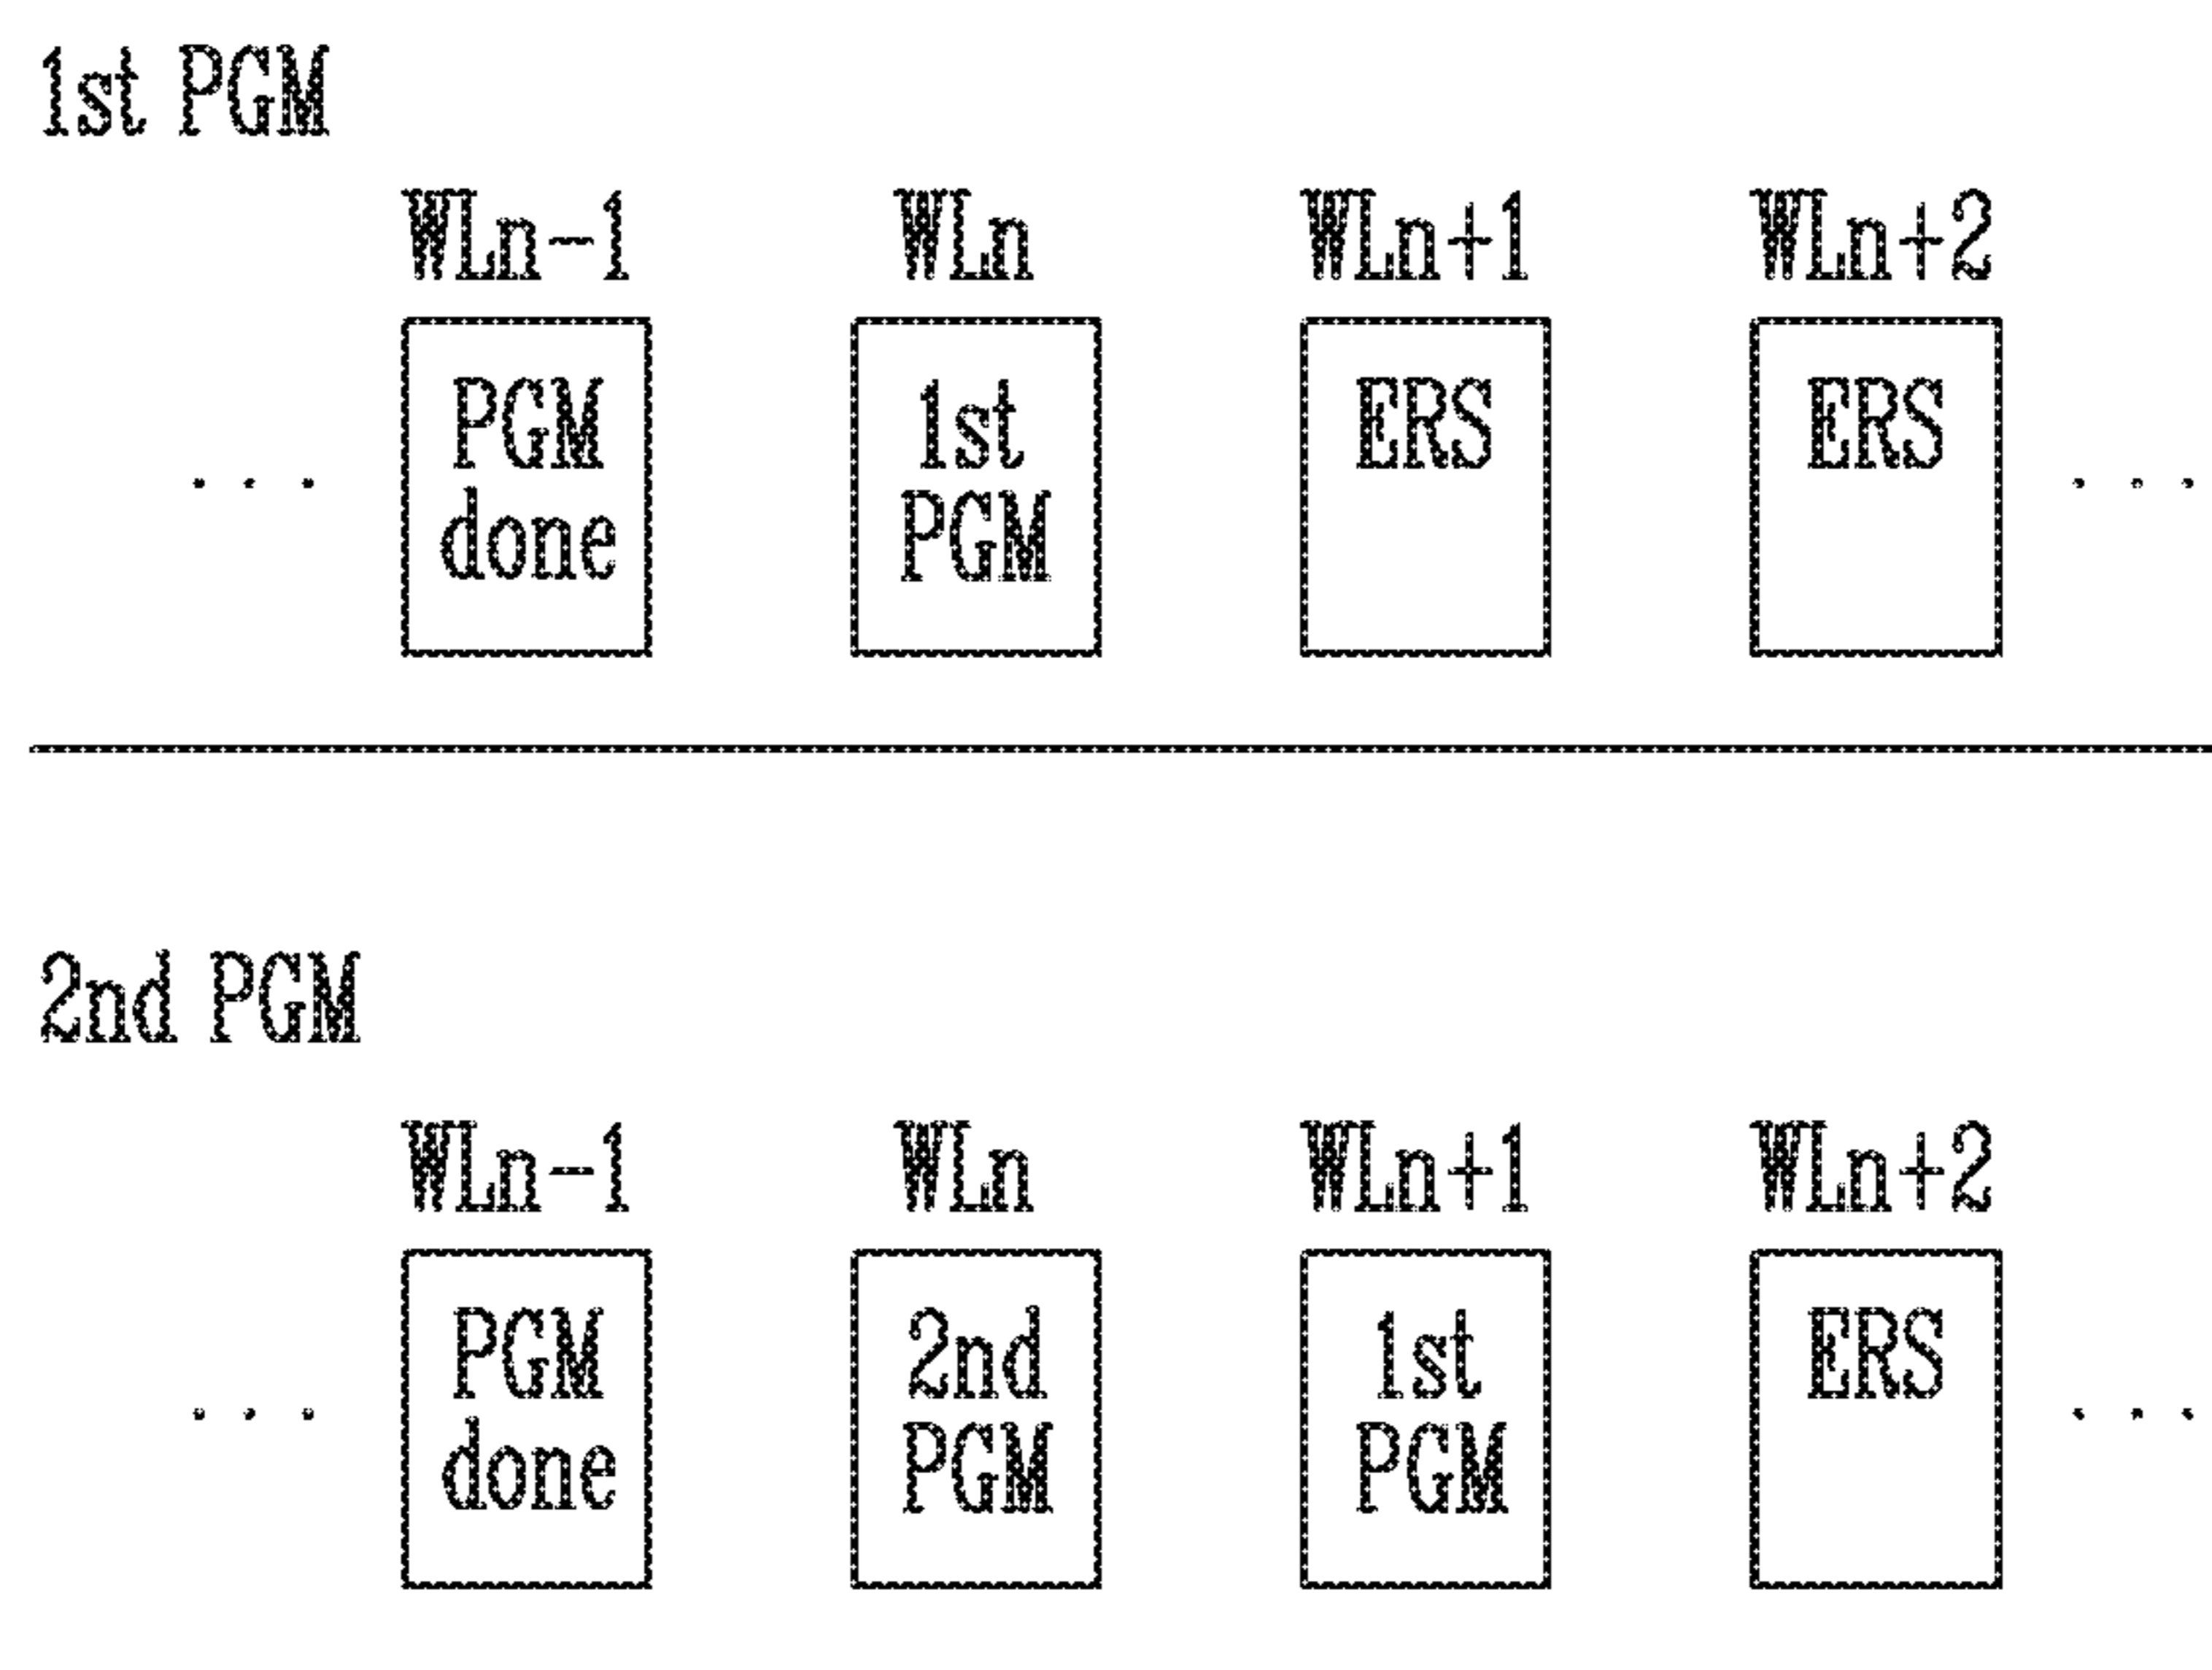 1st PGM
WLn-1 WLn WLn+1 WLn+2
... PGM done 1st PGM ERS ERS ...
2nd PGM
WLn-1 WLn WLn+1 WLn+2
... PGM done 2nd PGM 1st PGM ERS ...